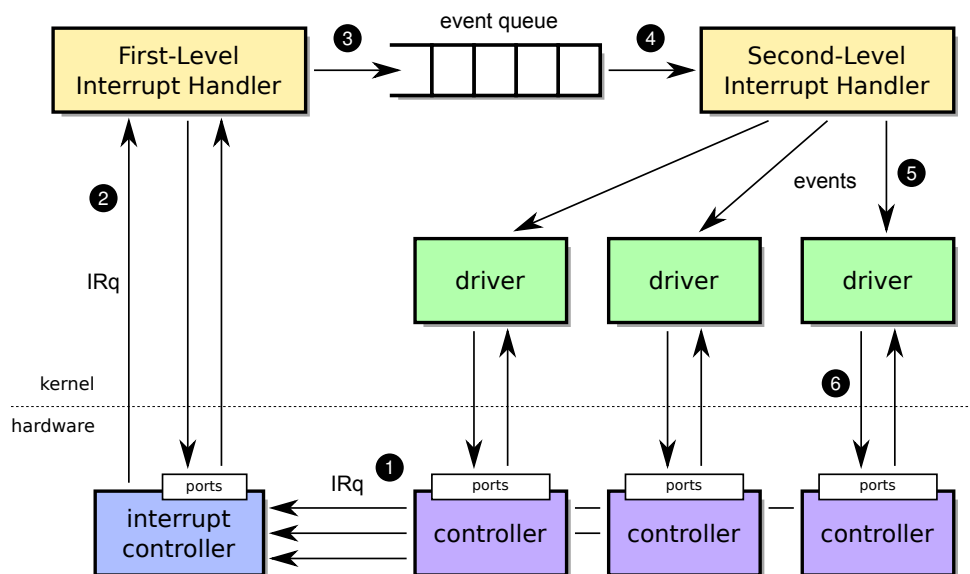 event queue
First-Level
Interrupt Handler
3
4
Second-Level
Interrupt Handler
2
IRq
events
5
driver
driver
driver
kernel
6
hardware
1
IRq
ports
ports
ports
ports
interrupt
controller
controller
controller
controller